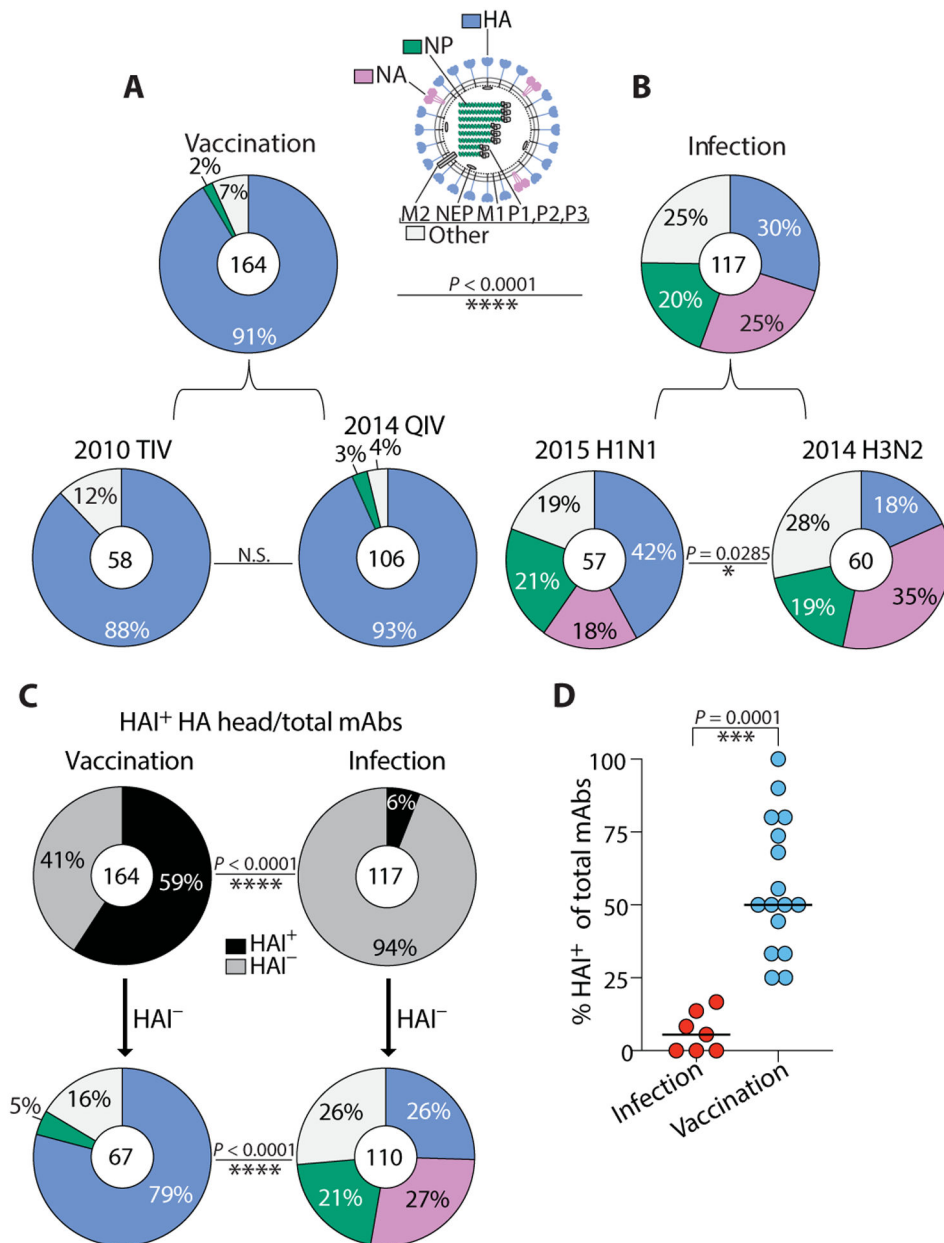 HA
NP
NA
M2 NEP M1 P1,P2,P3
Other
A
Vaccination
2%
7%
164
91%
P < 0.0001
****
B
Infection
25%
30%
117
20%
25%
2010 TIV
12%
58
88%
N.S.
2014 QIV
3%
4%
106
93%
2015 H1N1
19%
42%
57
21%
18%
P = 0.0285
*
2014 H3N2
28%
18%
60
19%
35%
C
HAI+ HA head/total mAbs
Vaccination
41%
164
59%
P < 0.0001
****
Infection
6%
117
94%
HAI+
HAI−
HAI−
HAI−
5%
16%
67
79%
P < 0.0001
****
26%
26%
110
21%
27%
D
P = 0.0001
***
% HAI+ of total mAbs
100
75
50
25
0
Infection
Vaccination